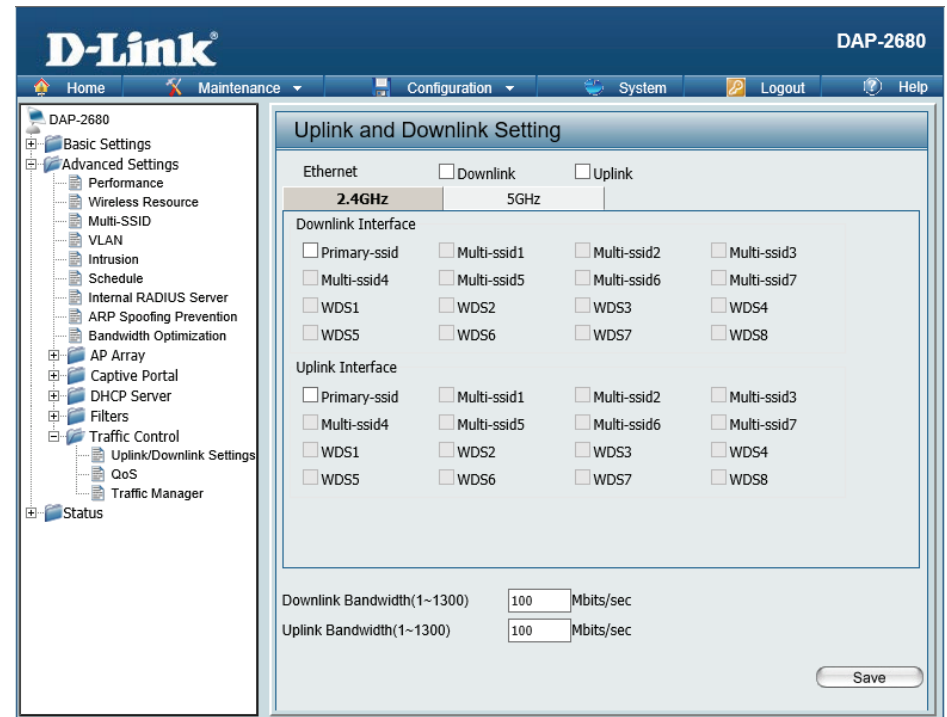 D-Link®
DAP-2680
Home Maintenance Configuration System Logout Help
DAP-2680
Basic Settings
Advanced Settings
Performance
Wireless Resource
Multi-SSID
VLAN
Intrusion
Schedule
Internal RADIUS Server
ARP Spoofing Prevention
Bandwidth Optimization
AP Array
Captive Portal
DHCP Server
Filters
Traffic Control
Uplink/Downlink Settings
QoS
Traffic Manager
Status
Uplink and Downlink Setting
Ethernet Downlink Uplink
2.4GHz 5GHz
Downlink Interface
Primary-ssid Multi-ssid1 Multi-ssid2 Multi-ssid3
Multi-ssid4 Multi-ssid5 Multi-ssid6 Multi-ssid7
WDS1 WDS2 WDS3 WDS4
WDS5 WDS6 WDS7 WDS8
Uplink Interface
Primary-ssid Multi-ssid1 Multi-ssid2 Multi-ssid3
Multi-ssid4 Multi-ssid5 Multi-ssid6 Multi-ssid7
WDS1 WDS2 WDS3 WDS4
WDS5 WDS6 WDS7 WDS8
Downlink Bandwidth(1~1300) 100 Mbits/sec
Uplink Bandwidth(1~1300) 100 Mbits/sec
Save